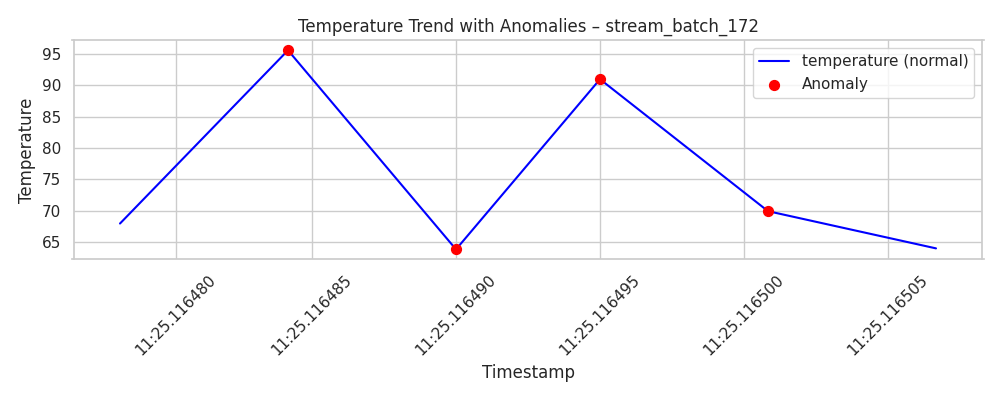 Temperature Trend with Anomalies – stream_batch_172
temperature (normal)
Anomaly
Temperature
95
90
85
80
75
70
65
11:25.116480
11:25.116485
11:25.116490
11:25.116495
11:25.116500
11:25.116505
Timestamp